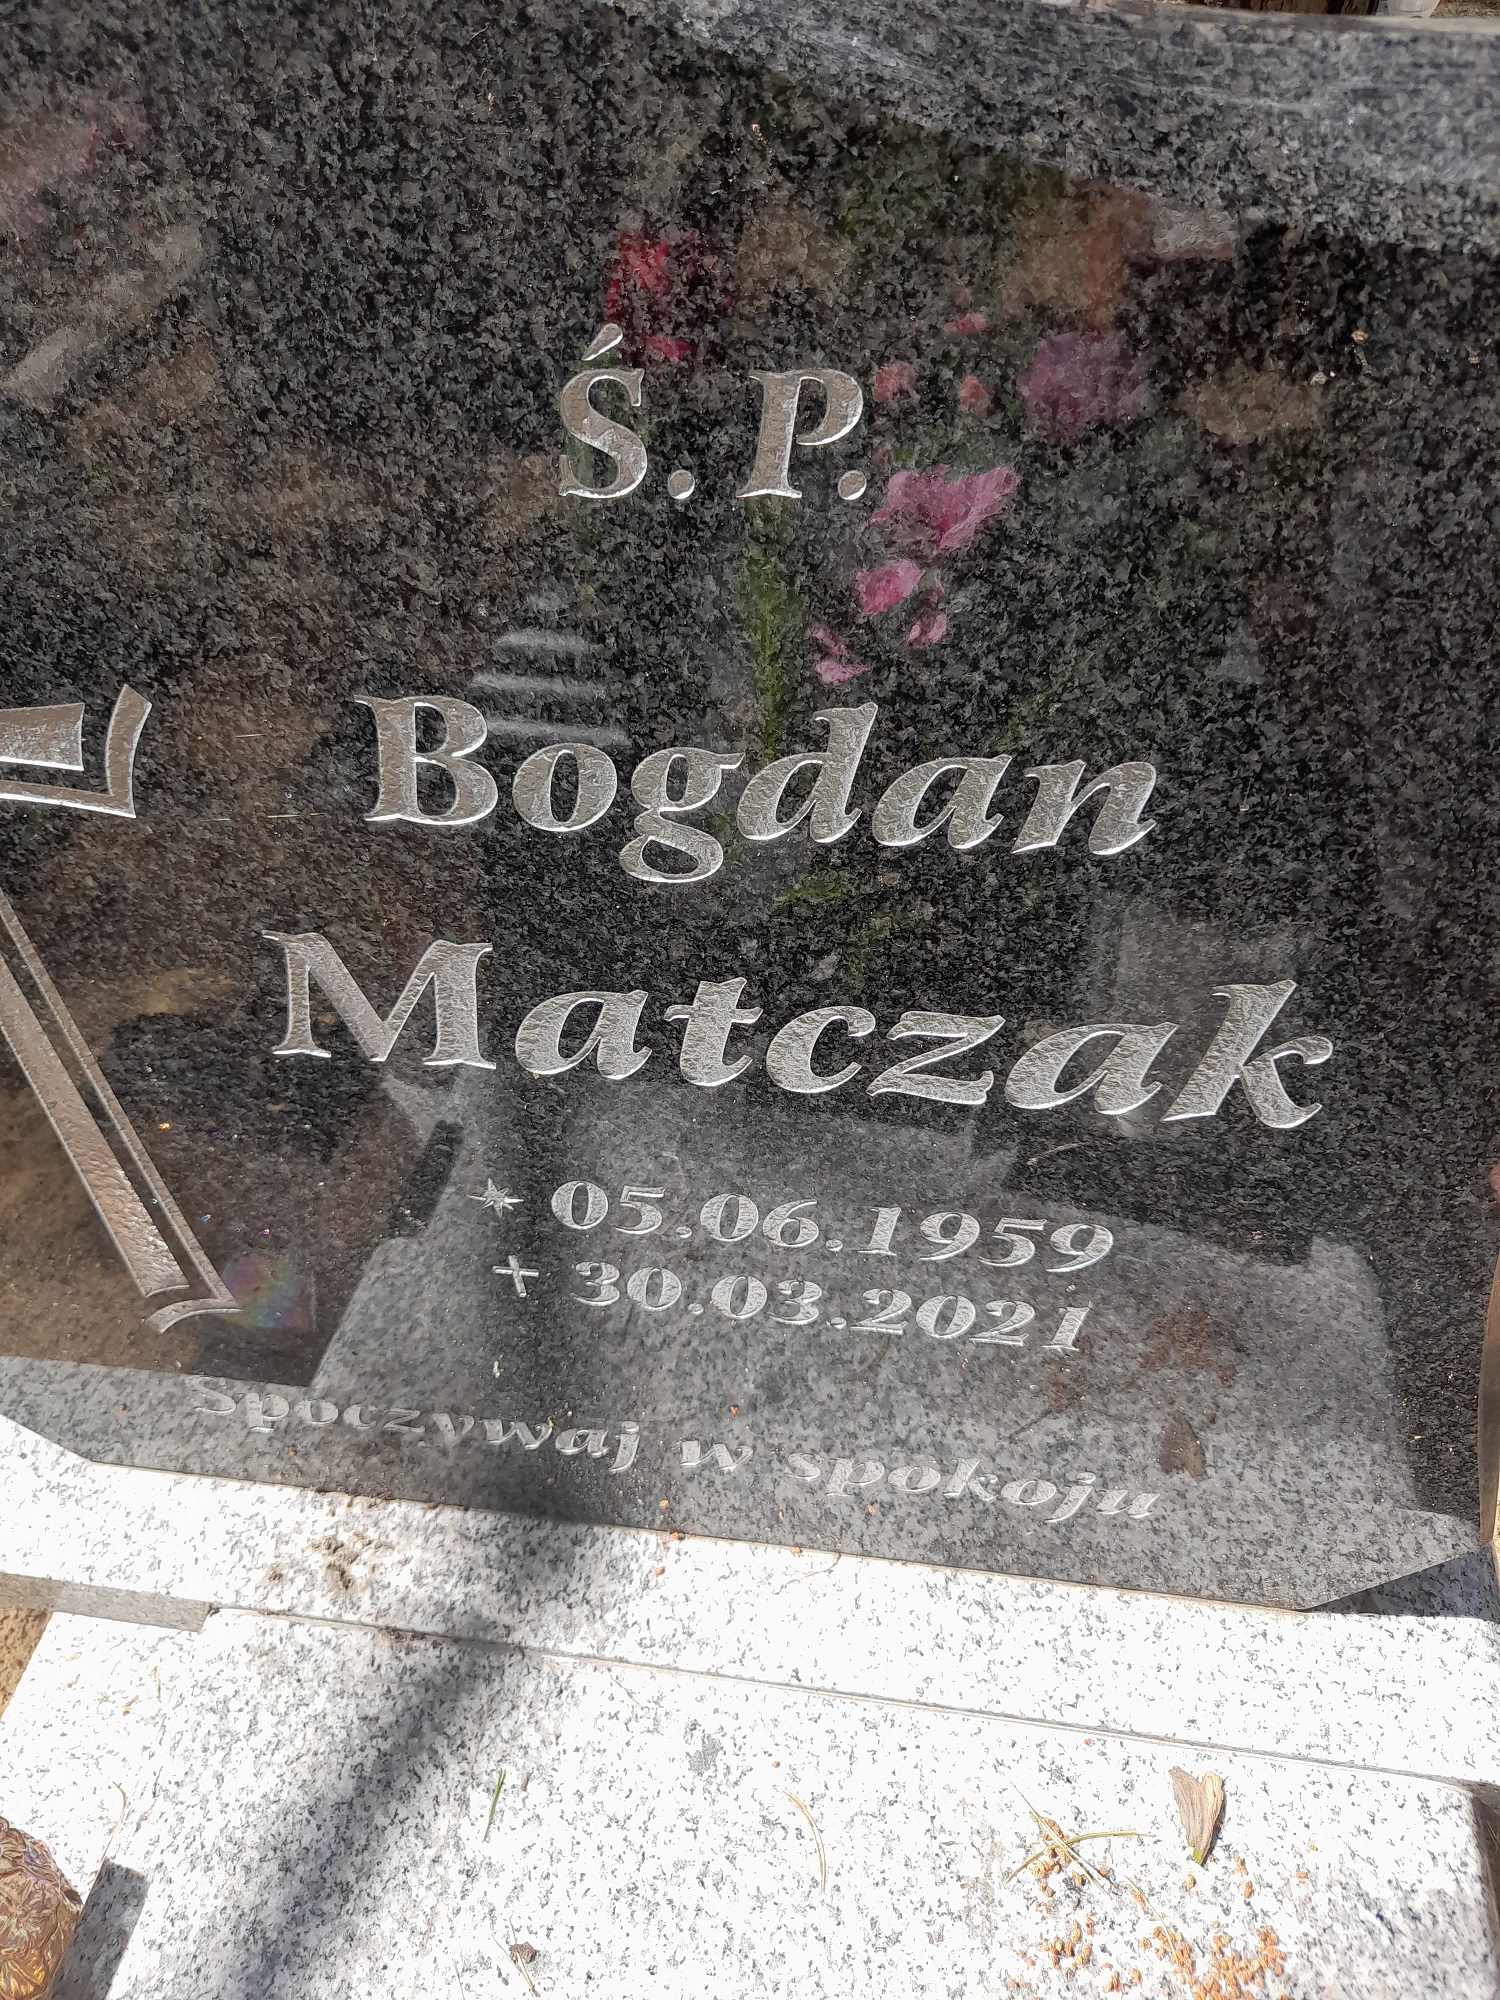 Ś.P.
Bogdan
Matczak
* 05.06.1959
+ 30.03.2021
Spoczywaj w spokoju